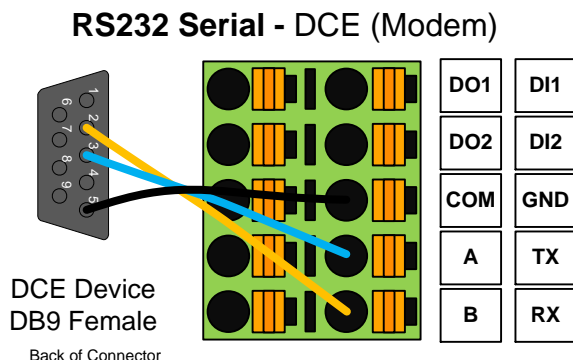 RS232 Serial - DCE (Modem)
1
6
2
7
3
8
4
9
5
DO1 DI1
DO2 DI2
COM GND
A TX
B RX
DCE Device
DB9 Female
Back of Connector